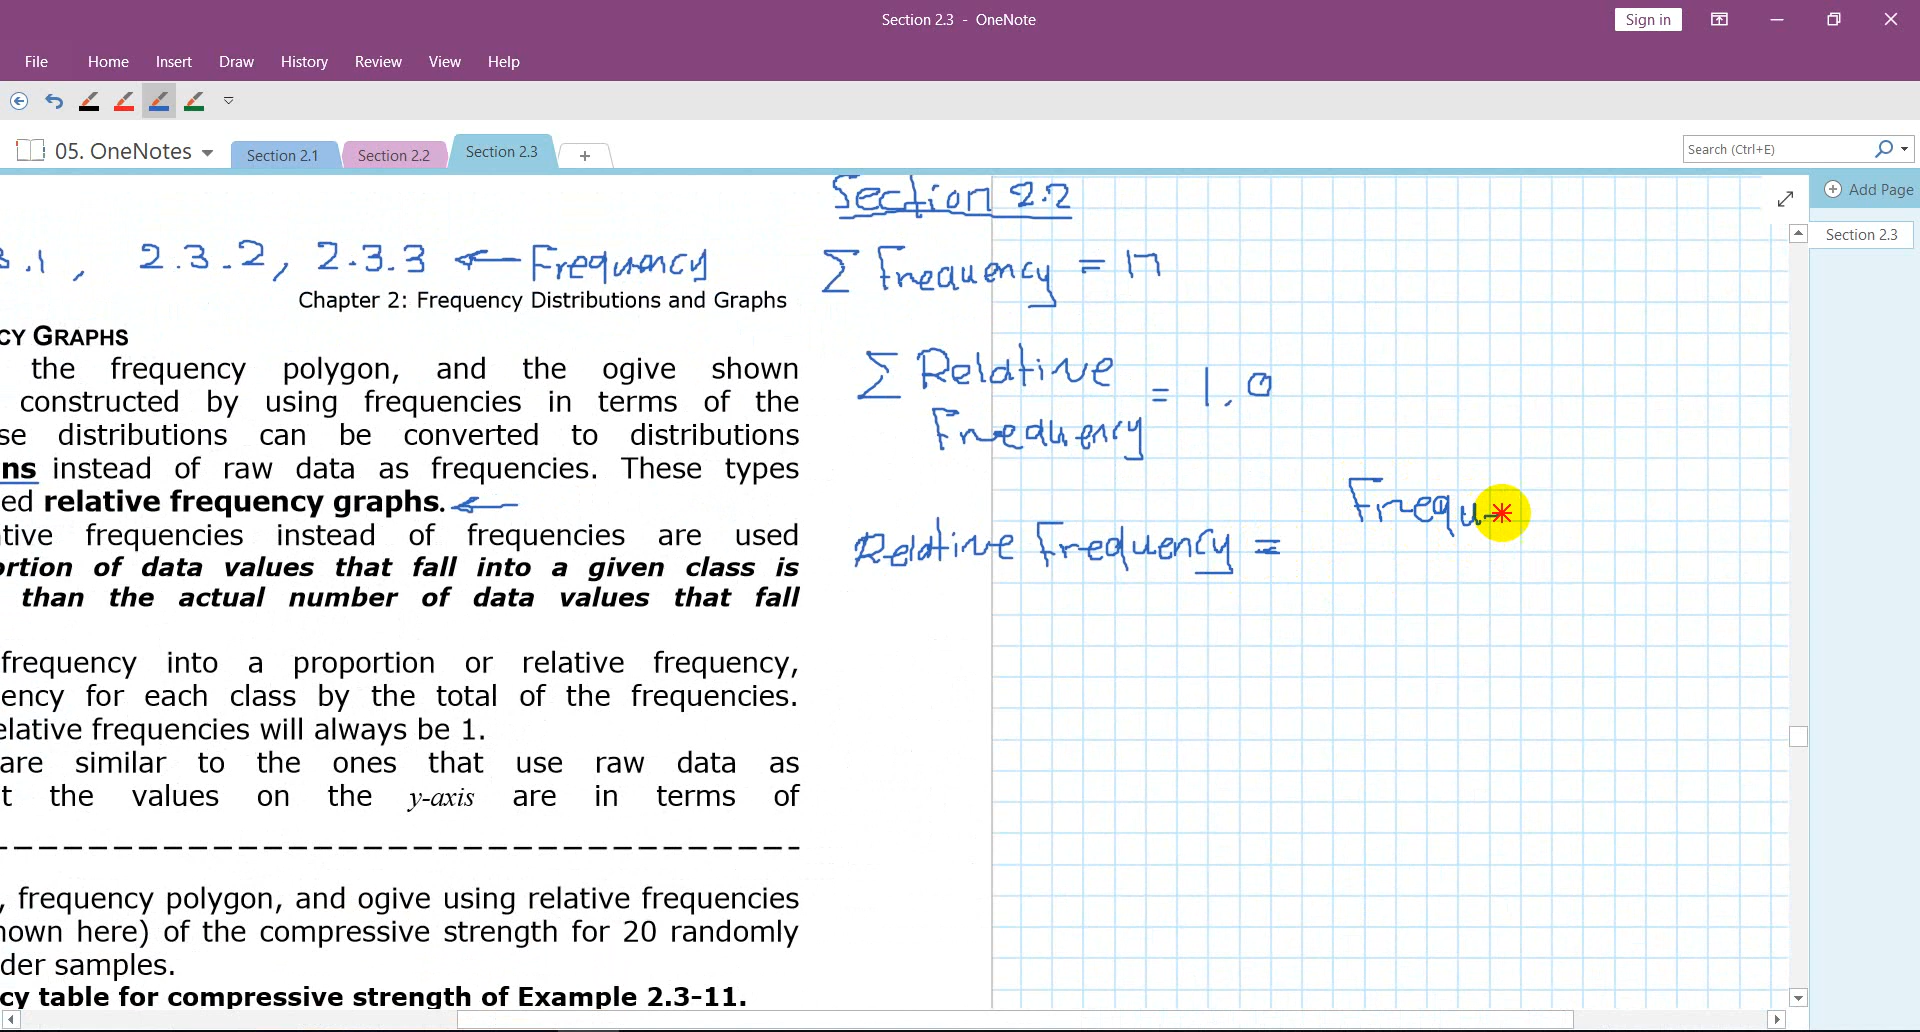 Section 2.3 - OneNote
Sign in
File Home Insert Draw History Review View Help
05. OneNotes
Section 2.1
Section 2.2
Section 2.3
+
Search (Ctrl+E)
Add Page
Section 2.3
3.1 , 2.3.2, 2.3.3 ← Frequency
Chapter 2: Frequency Distributions and Graphs
CY GRAPHS
the frequency polygon, and the ogive shown
constructed by using frequencies in terms of the
se distributions can be converted to distributions
ns instead of raw data as frequencies. These types
ed relative frequency graphs. ←
tive frequencies instead of frequencies are used
ortion of data values that fall into a given class is
than the actual number of data values that fall
frequency into a proportion or relative frequency,
ency for each class by the total of the frequencies.
elative frequencies will always be 1.
are similar to the ones that use raw data as
t the values on the y-axis are in terms of
, frequency polygon, and ogive using relative frequencies
hown here) of the compressive strength for 20 randomly
der samples.
cy table for compressive strength of Example 2.3-11.
Section 2.2
∑ Frequency = n
∑ Relative
Frequency = 1.0
Relative Frequency =
Frequ